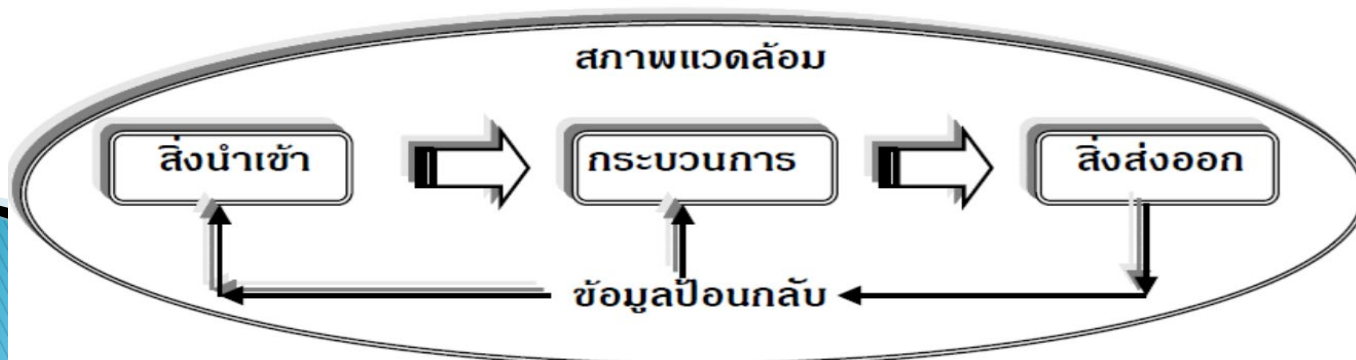 สภาพแวดล้อม
สิ่งนำเข้า
กระบวนการ
สิ่งส่งออก
ข้อมูลป้อนกลับ